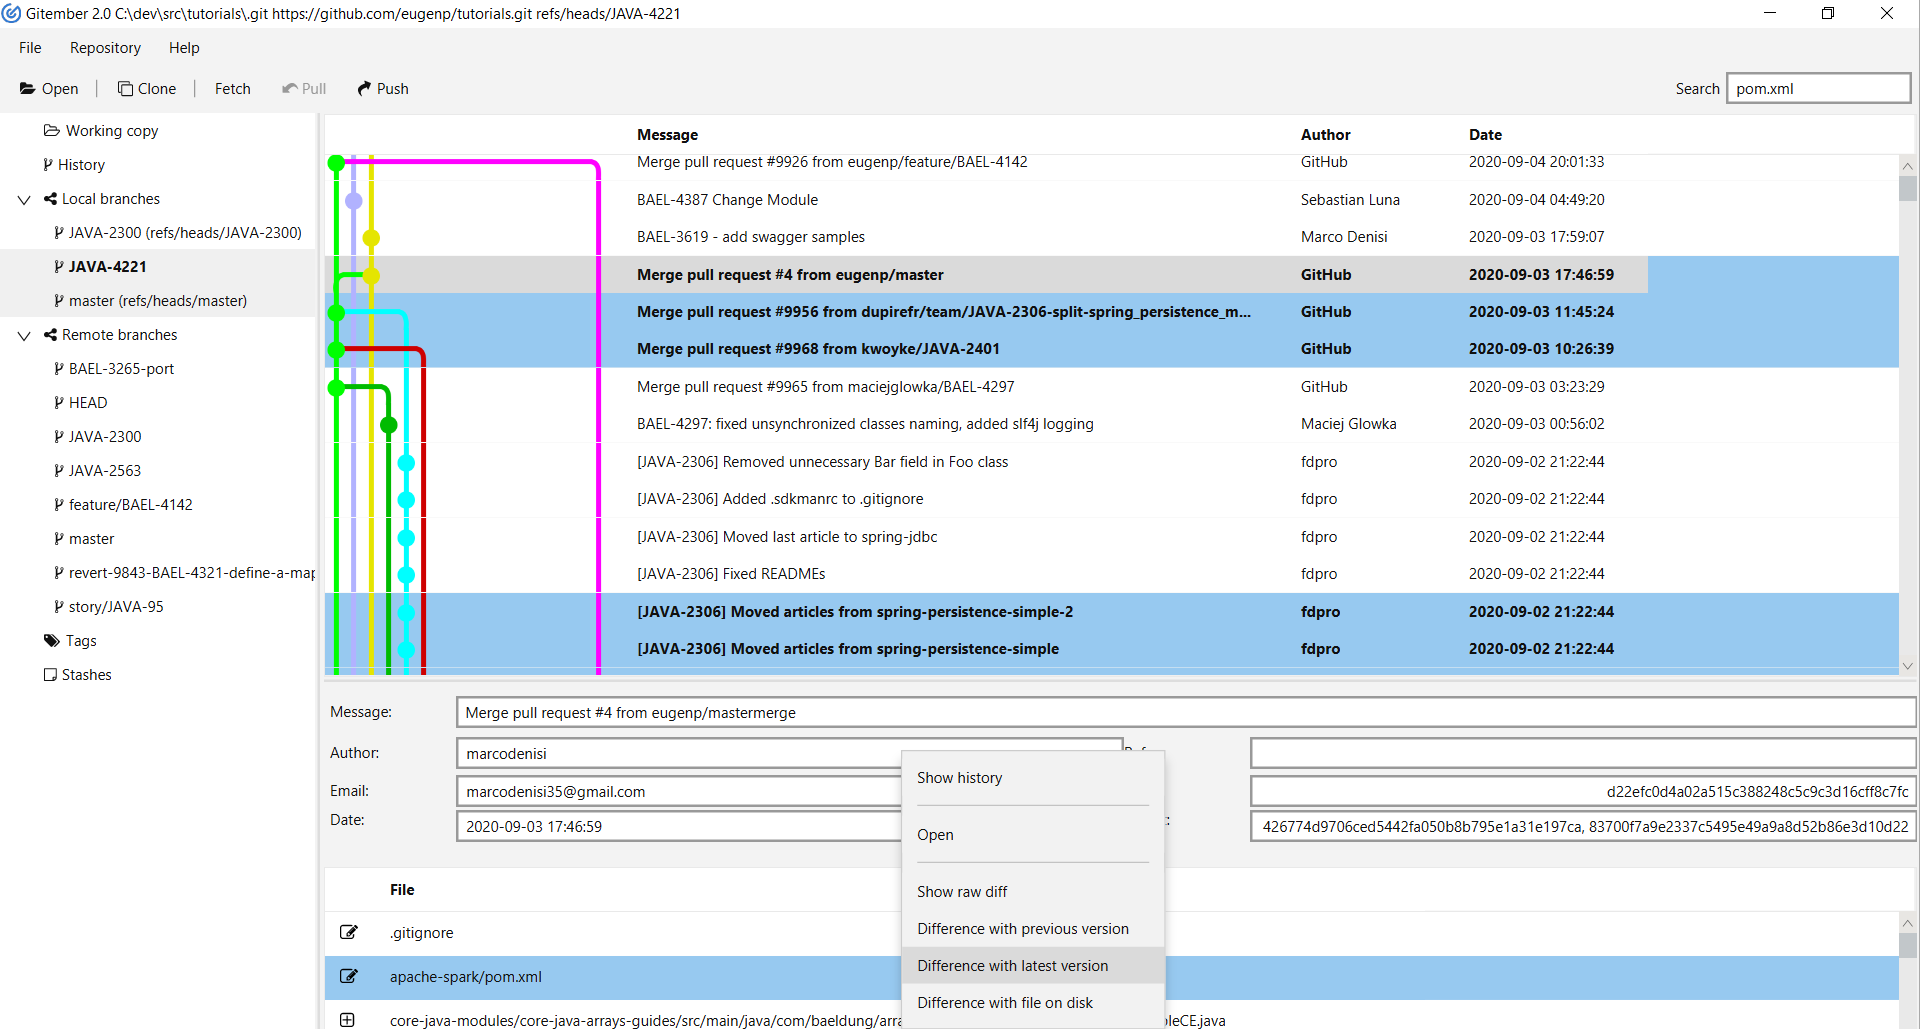 Gitember 2.0 C:\dev\src\tutorials\.git https://github.com/eugenp/tutorials.git refs/heads/JAVA-4221
File Repository Help
Open Clone Fetch Pull Push Search pom.xml
Working copy
History
Local branches
JAVA-2300 (refs/heads/JAVA-2300)
JAVA-4221
master (refs/heads/master)
Remote branches
BAEL-3265-port
HEAD
JAVA-2300
JAVA-2563
feature/BAEL-4142
master
revert-9843-BAEL-4321-define-a-map
story/JAVA-95
Tags
Stashes
Message Author Date
Merge pull request #9926 from eugenp/feature/BAEL-4142 GitHub 2020-09-04 20:01:33
BAEL-4387 Change Module Sebastian Luna 2020-09-04 04:49:20
BAEL-3619 - add swagger samples Marco Denisi 2020-09-03 17:59:07
Merge pull request #4 from eugenp/master GitHub 2020-09-03 17:46:59
Merge pull request #9956 from dupirefr/team/JAVA-2306-split-spring_persistence_m... GitHub 2020-09-03 11:45:24
Merge pull request #9968 from kwoyke/JAVA-2401 GitHub 2020-09-03 10:26:39
Merge pull request #9965 from maciejglowka/BAEL-4297 GitHub 2020-09-03 03:23:29
BAEL-4297: fixed unsynchronized classes naming, added slf4j logging Maciej Glowka 2020-09-03 00:56:02
[JAVA-2306] Removed unnecessary Bar field in Foo class fdpro 2020-09-02 21:22:44
[JAVA-2306] Added .sdkmanrc to .gitignore fdpro 2020-09-02 21:22:44
[JAVA-2306] Moved last article to spring-jdbc fdpro 2020-09-02 21:22:44
[JAVA-2306] Fixed READMEs fdpro 2020-09-02 21:22:44
[JAVA-2306] Moved articles from spring-persistence-simple-2 fdpro 2020-09-02 21:22:44
[JAVA-2306] Moved articles from spring-persistence-simple fdpro 2020-09-02 21:22:44
Message: Merge pull request #4 from eugenp/mastermerge
Author: marcodenisi
Email: marcodenisi35@gmail.com d22efc0d4a02a515c388248c5c9c3d16cff8c7fc
Date: 2020-09-03 17:46:59 426774d9706ced5442fa050b8b795e1a31e197ca, 83700f7a9e2337c5495e49a9a8d52b86e3d10d22
Show history
Open
Show raw diff
Difference with previous version
Difference with latest version
Difference with file on disk
File
.gitignore
apache-spark/pom.xml
core-java-modules/core-java-arrays-guides/src/main/java/com/baeldung/arra leCE.java